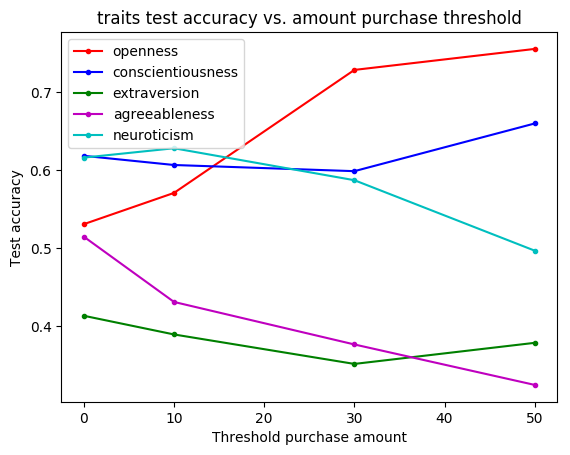 traits test accuracy vs. amount purchase threshold
openness
conscientiousness
extraversion
agreeableness
neuroticism
Test accuracy
0.7
0.6
0.5
0.4
0 10 20 30 40 50
Threshold purchase amount